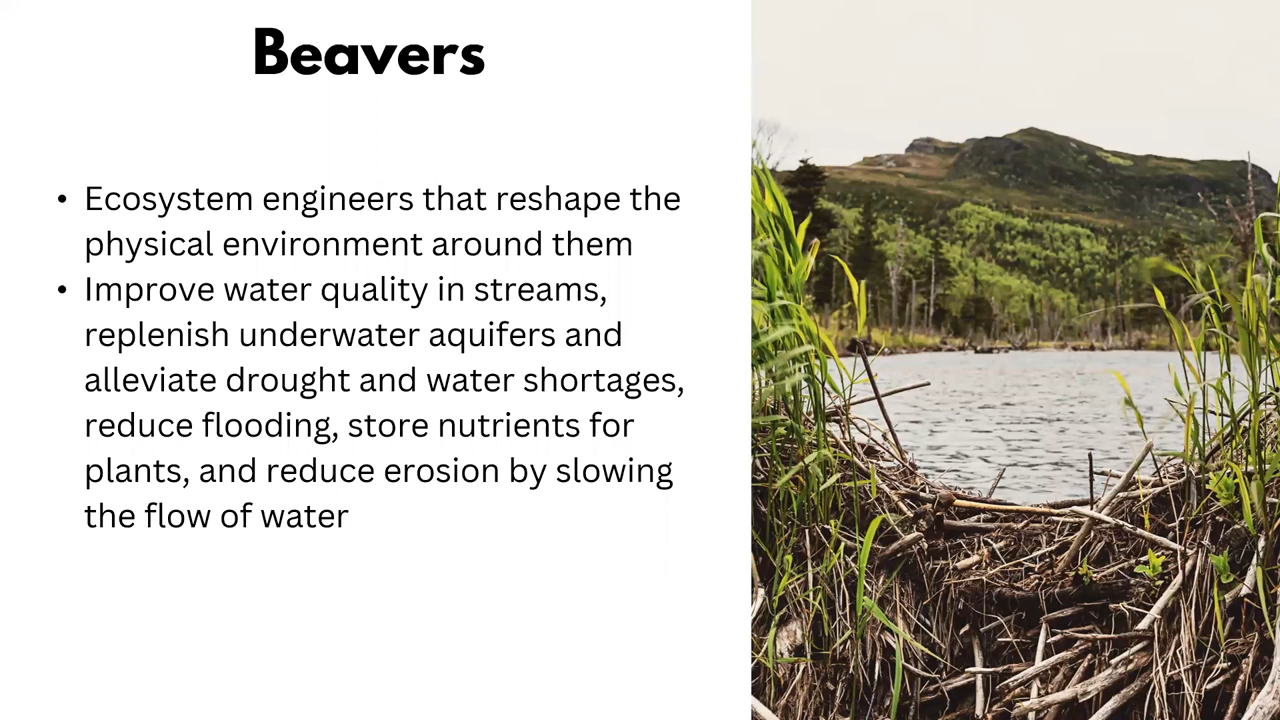 Beavers
• Ecosystem engineers that reshape the
physical environment around them
• Improve water quality in streams,
replenish underwater aquifers and
alleviate drought and water shortages,
reduce flooding, store nutrients for
plants, and reduce erosion by slowing
the flow of water